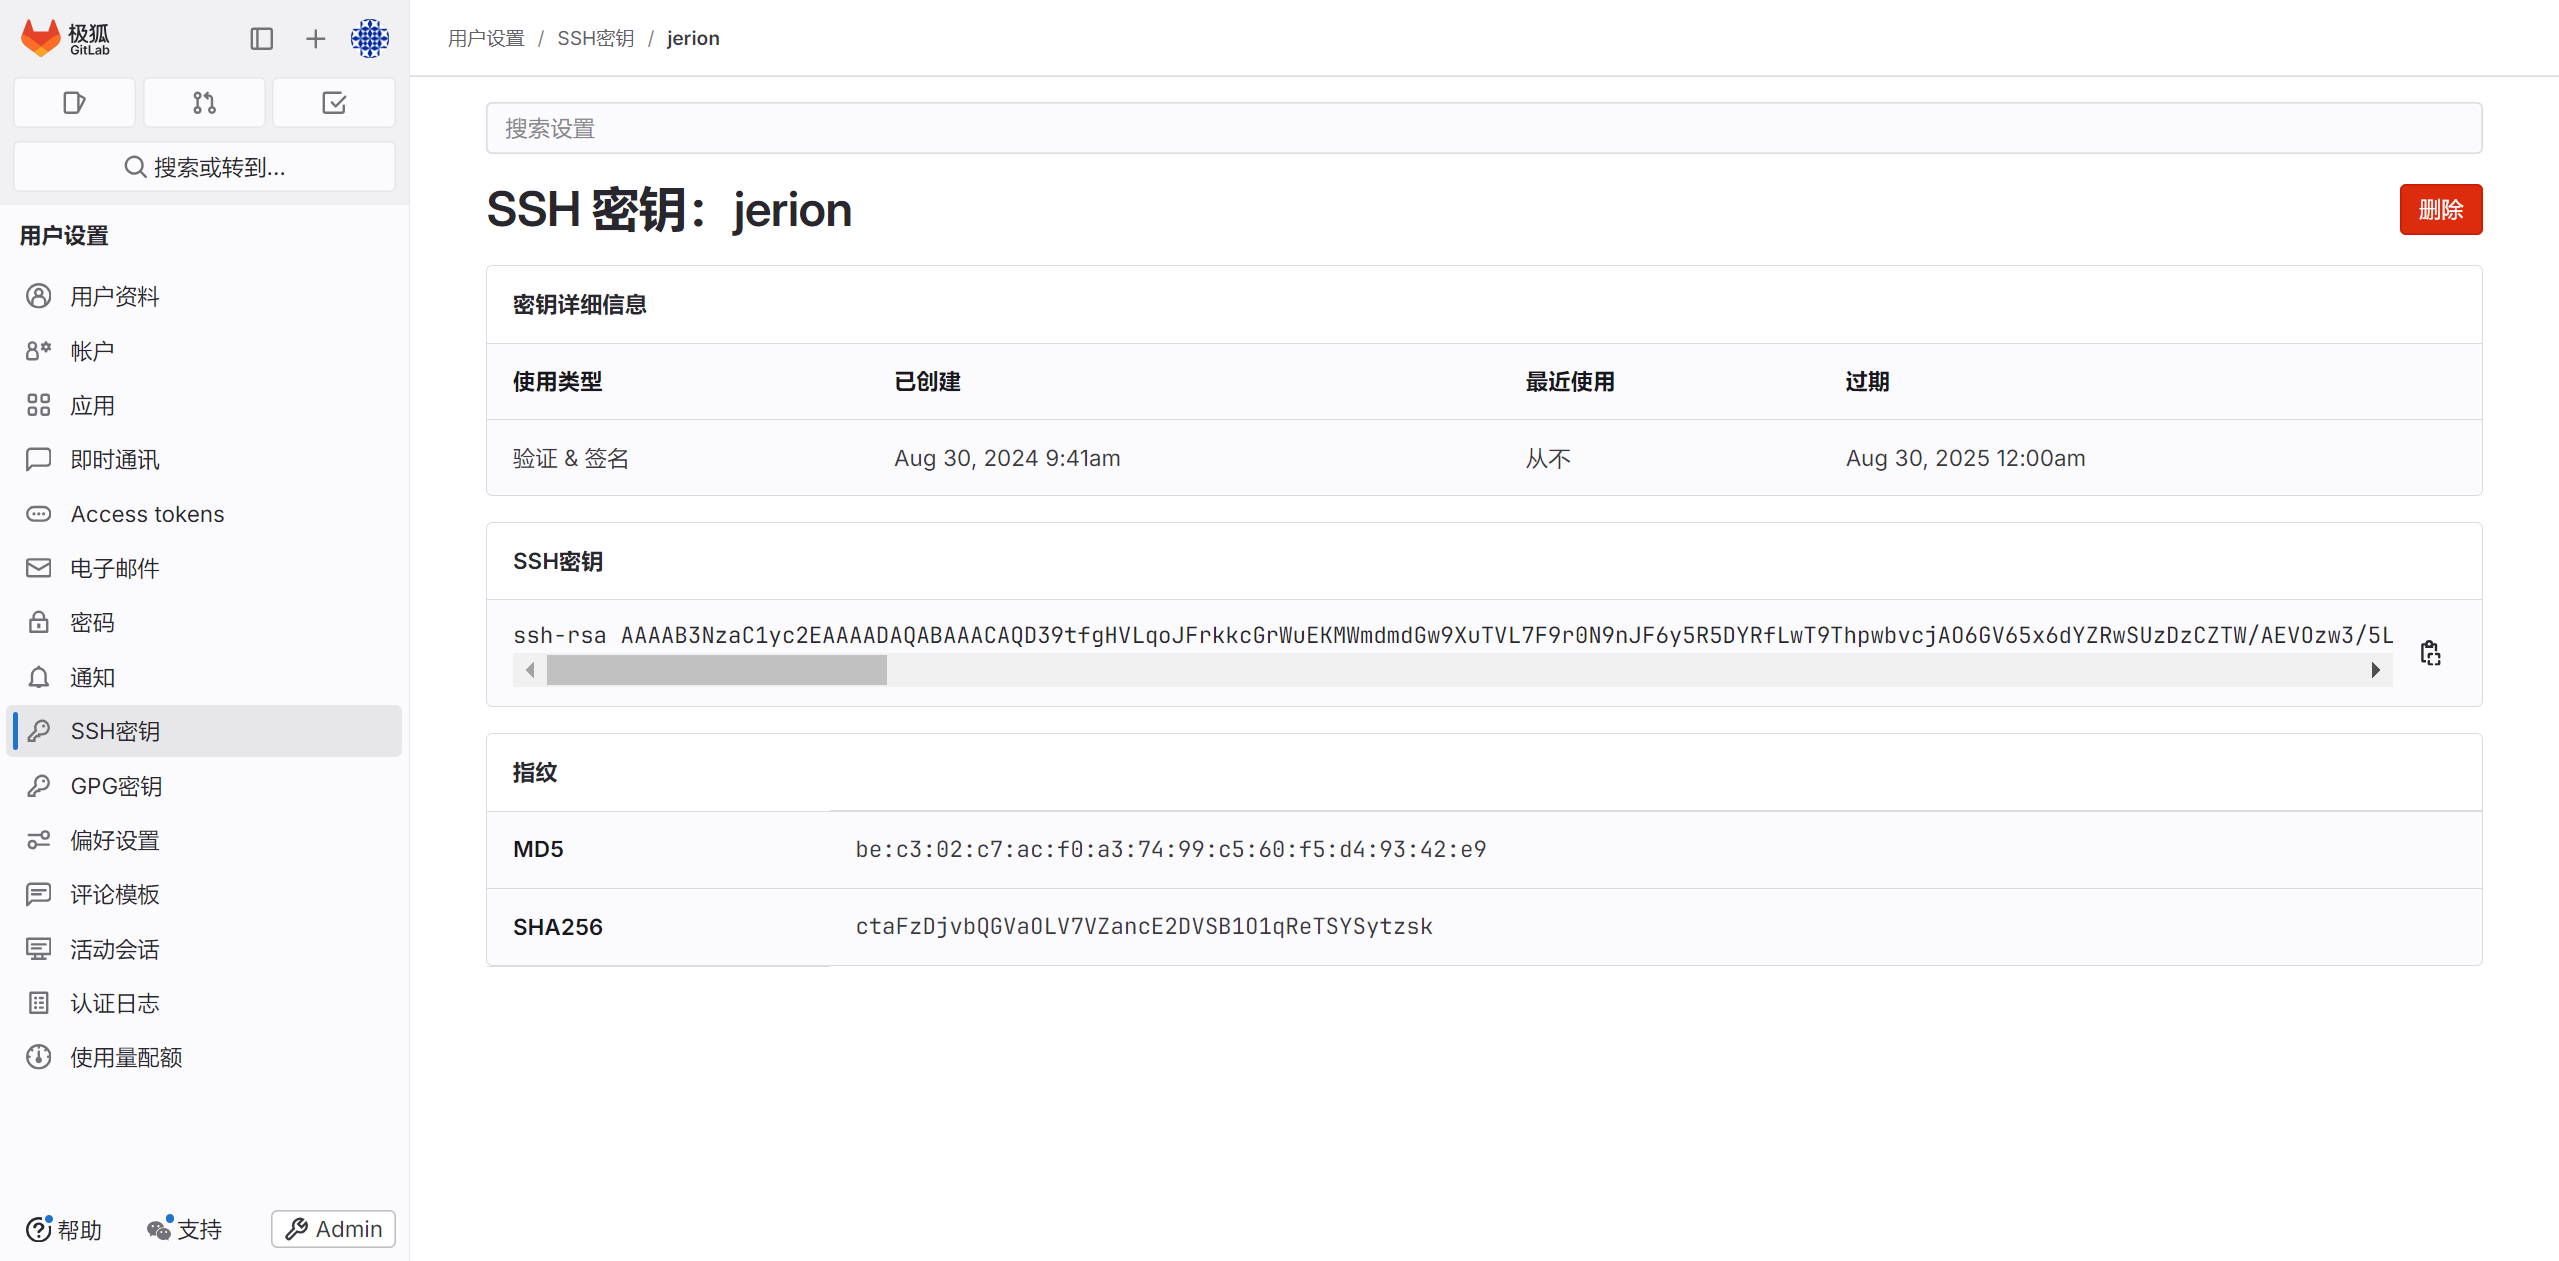 极狐
GitLab
搜索或转到...
用户设置
用户资料
帐户
应用
即时通讯
Access tokens
电子邮件
密码
通知
SSH密钥
GPG密钥
偏好设置
评论模板
活动会话
认证日志
使用量配额
帮助
支持
Admin
用户设置 / SSH密钥 / jerion
搜索设置
SSH 密钥：jerion
删除
密钥详细信息
使用类型 已创建 最近使用 过期
验证 & 签名 Aug 30, 2024 9:41am 从不 Aug 30, 2025 12:00am
SSH密钥
ssh-rsa AAAAB3NzaC1yc2EAAAADAQABAAACAQD39tfgHVLqoJFrkkcGrWuEKMWmdmdGw9XuTVL7F9r0N9nJF6y5R5DYRfLwT9ThpwbvcjAO6GV65x6dYZRwSUzDzCZTW/AEVOzw3/5L
指纹
MD5 be:c3:02:c7:ac:f0:a3:74:99:c5:60:f5:d4:93:42:e9
SHA256 ctaFzDjvbQGVaOLV7VZancE2DVSB1O1qReTSYSytzsk